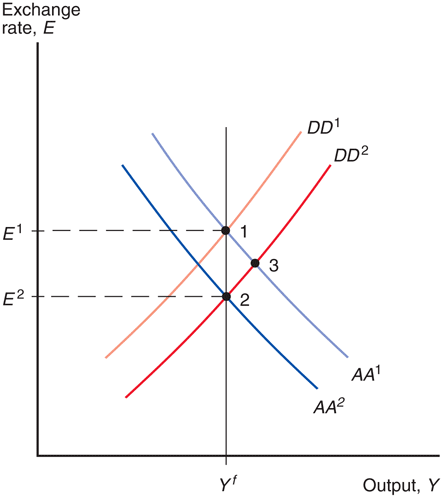 Exchange
rate, E
DD¹
DD²
E¹
1
3
E²
2
AA¹
AA²
Yᶠ
Output, Y